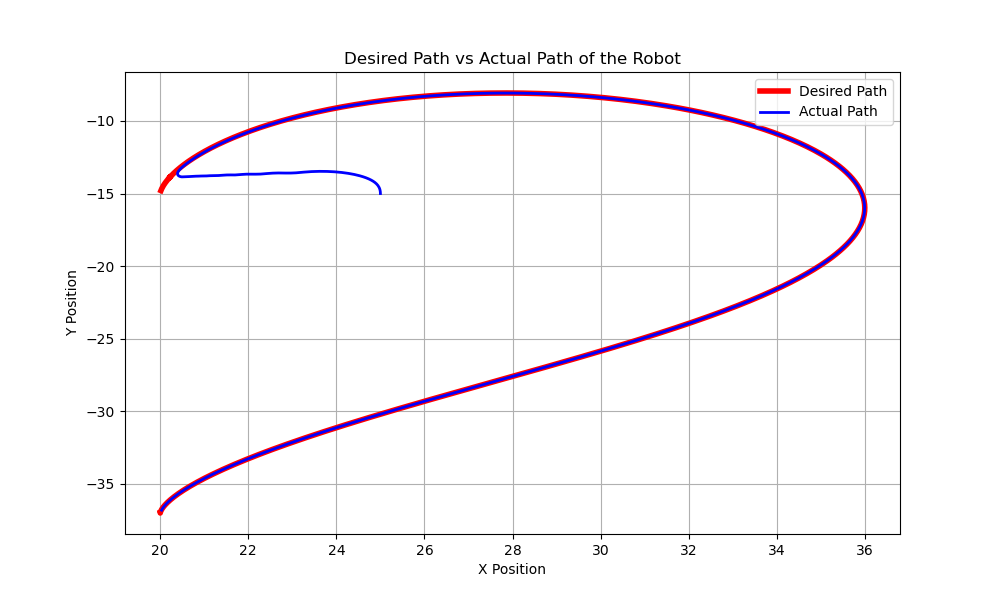 Desired Path vs Actual Path of the Robot
Desired Path
Actual Path
Y Position
−10
−15
−20
−25
−30
−35
20 22 24 26 28 30 32 34 36
X Position